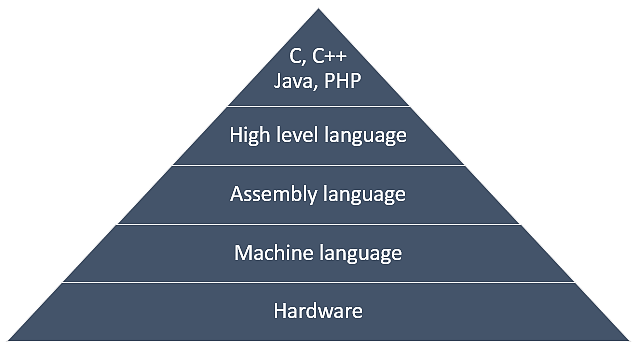 C, C++
Java, PHP
High level language
Assembly language
Machine language
Hardware